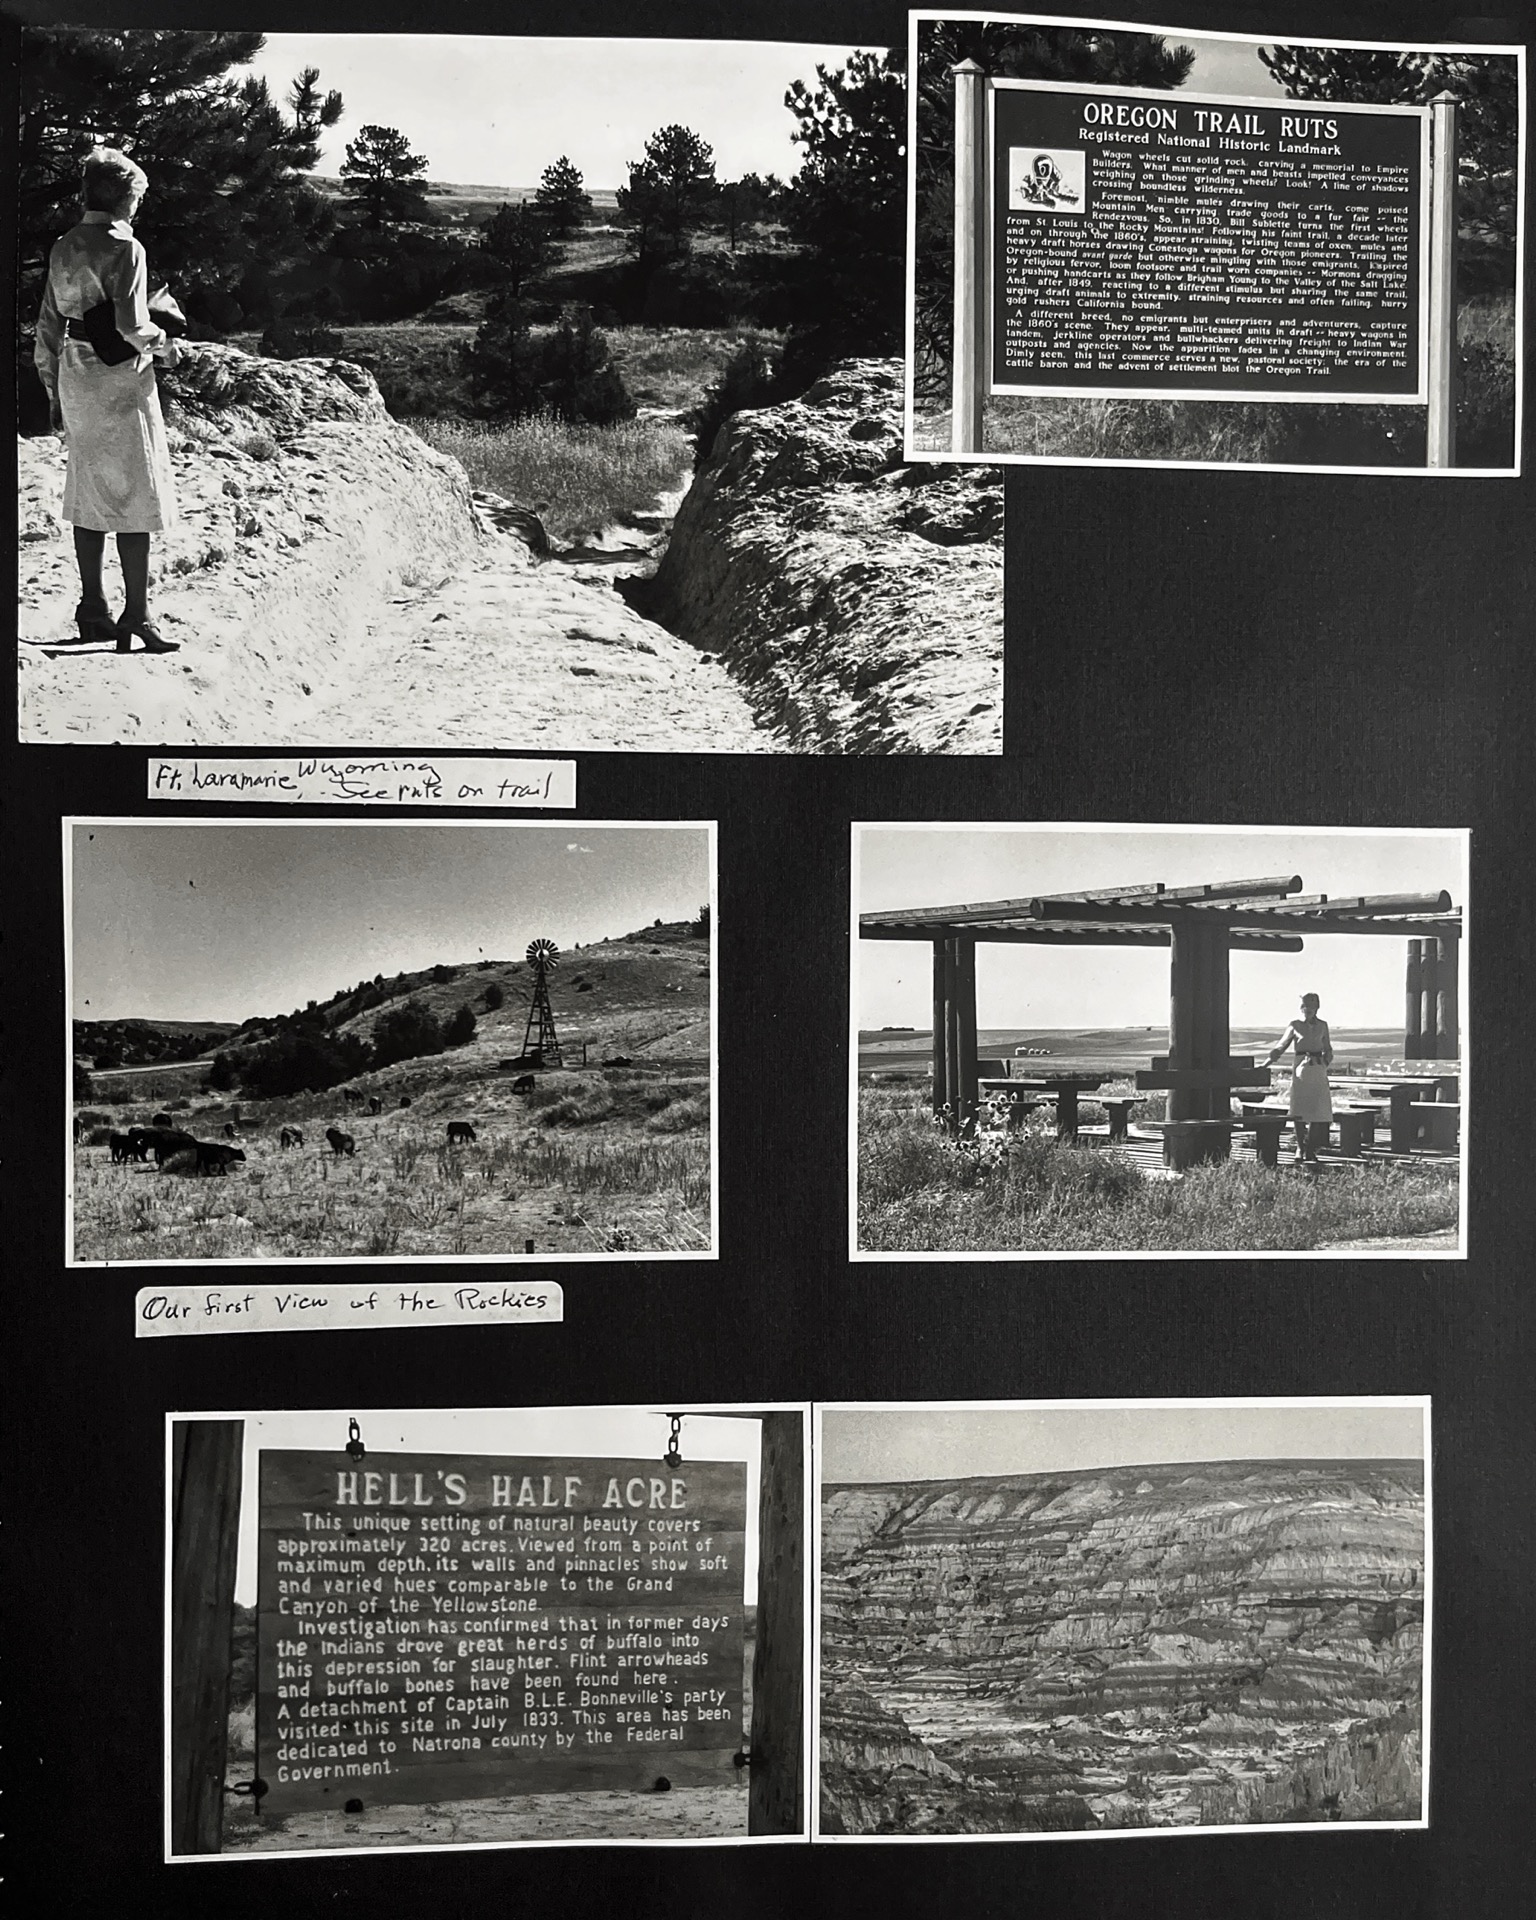 OREGON TRAIL RUTS
Registered National Historic Landmark
Wagon wheels cut solid rock, carving a memorial to Empire
Builders. What manner of men and beasts impelled conveyances
weighing on those grinding wheels? Look! A line of shadows
crossing boundless wilderness.
Foremost, nimble mules drawing their carts, come poised
Mountain Men carrying trade goods to a fur fair -- the
Rendezvous. So, in 1830, Bill Sublette turns the first wheels
from St. Louis to the Rocky Mountains! Following his faint trail, a decade later
and on through the 1860's, appear straining, twisting teams of oxen, mules and
heavy draft horses drawing Conestoga wagons for Oregon pioneers. Trailing the
Oregon-bound avant garde but otherwise mingling with those emigrants, inspired
by religious fervor, loom footsore and trail worn companies -- Mormons dragging
or pushing handcarts as they follow Brigham Young to the Valley of the Salt Lake.
And, after 1849, reacting to a different stimulus but sharing the same trail,
urging draft animals to extremity, straining resources and often failing, hurry
gold rushers California bound.
A different breed, no emigrants but enterprisers and adventurers, capture
the 1860's scene. They appear, multi-teamed units in draft -- heavy wagons in
tandem, jerkline operators and bullwhackers delivering freight to Indian War
outposts and agencies. Now the apparition fades in a changing environment.
Dimly seen, this last commerce serves a new, pastoral society; the era of the
cattle baron and the advent of settlement blot the Oregon Trail.
Ft. Laramarie, Wyoming
- See ruts on trail
Our first View of the Rockies
HELL'S HALF ACRE
This unique setting of natural beauty covers
approximately 320 acres. Viewed from a point of
maximum depth, its walls and pinnacles show soft
and varied hues comparable to the Grand
Canyon of the Yellowstone.
Investigation has confirmed that in former days
the Indians drove great herds of buffalo into
this depression for slaughter. Flint arrowheads
and buffalo bones have been found here.
A detachment of Captain B.L.E. Bonneville's party
visited this site in July 1833. This area has been
dedicated to Natrona county by the Federal
Government.